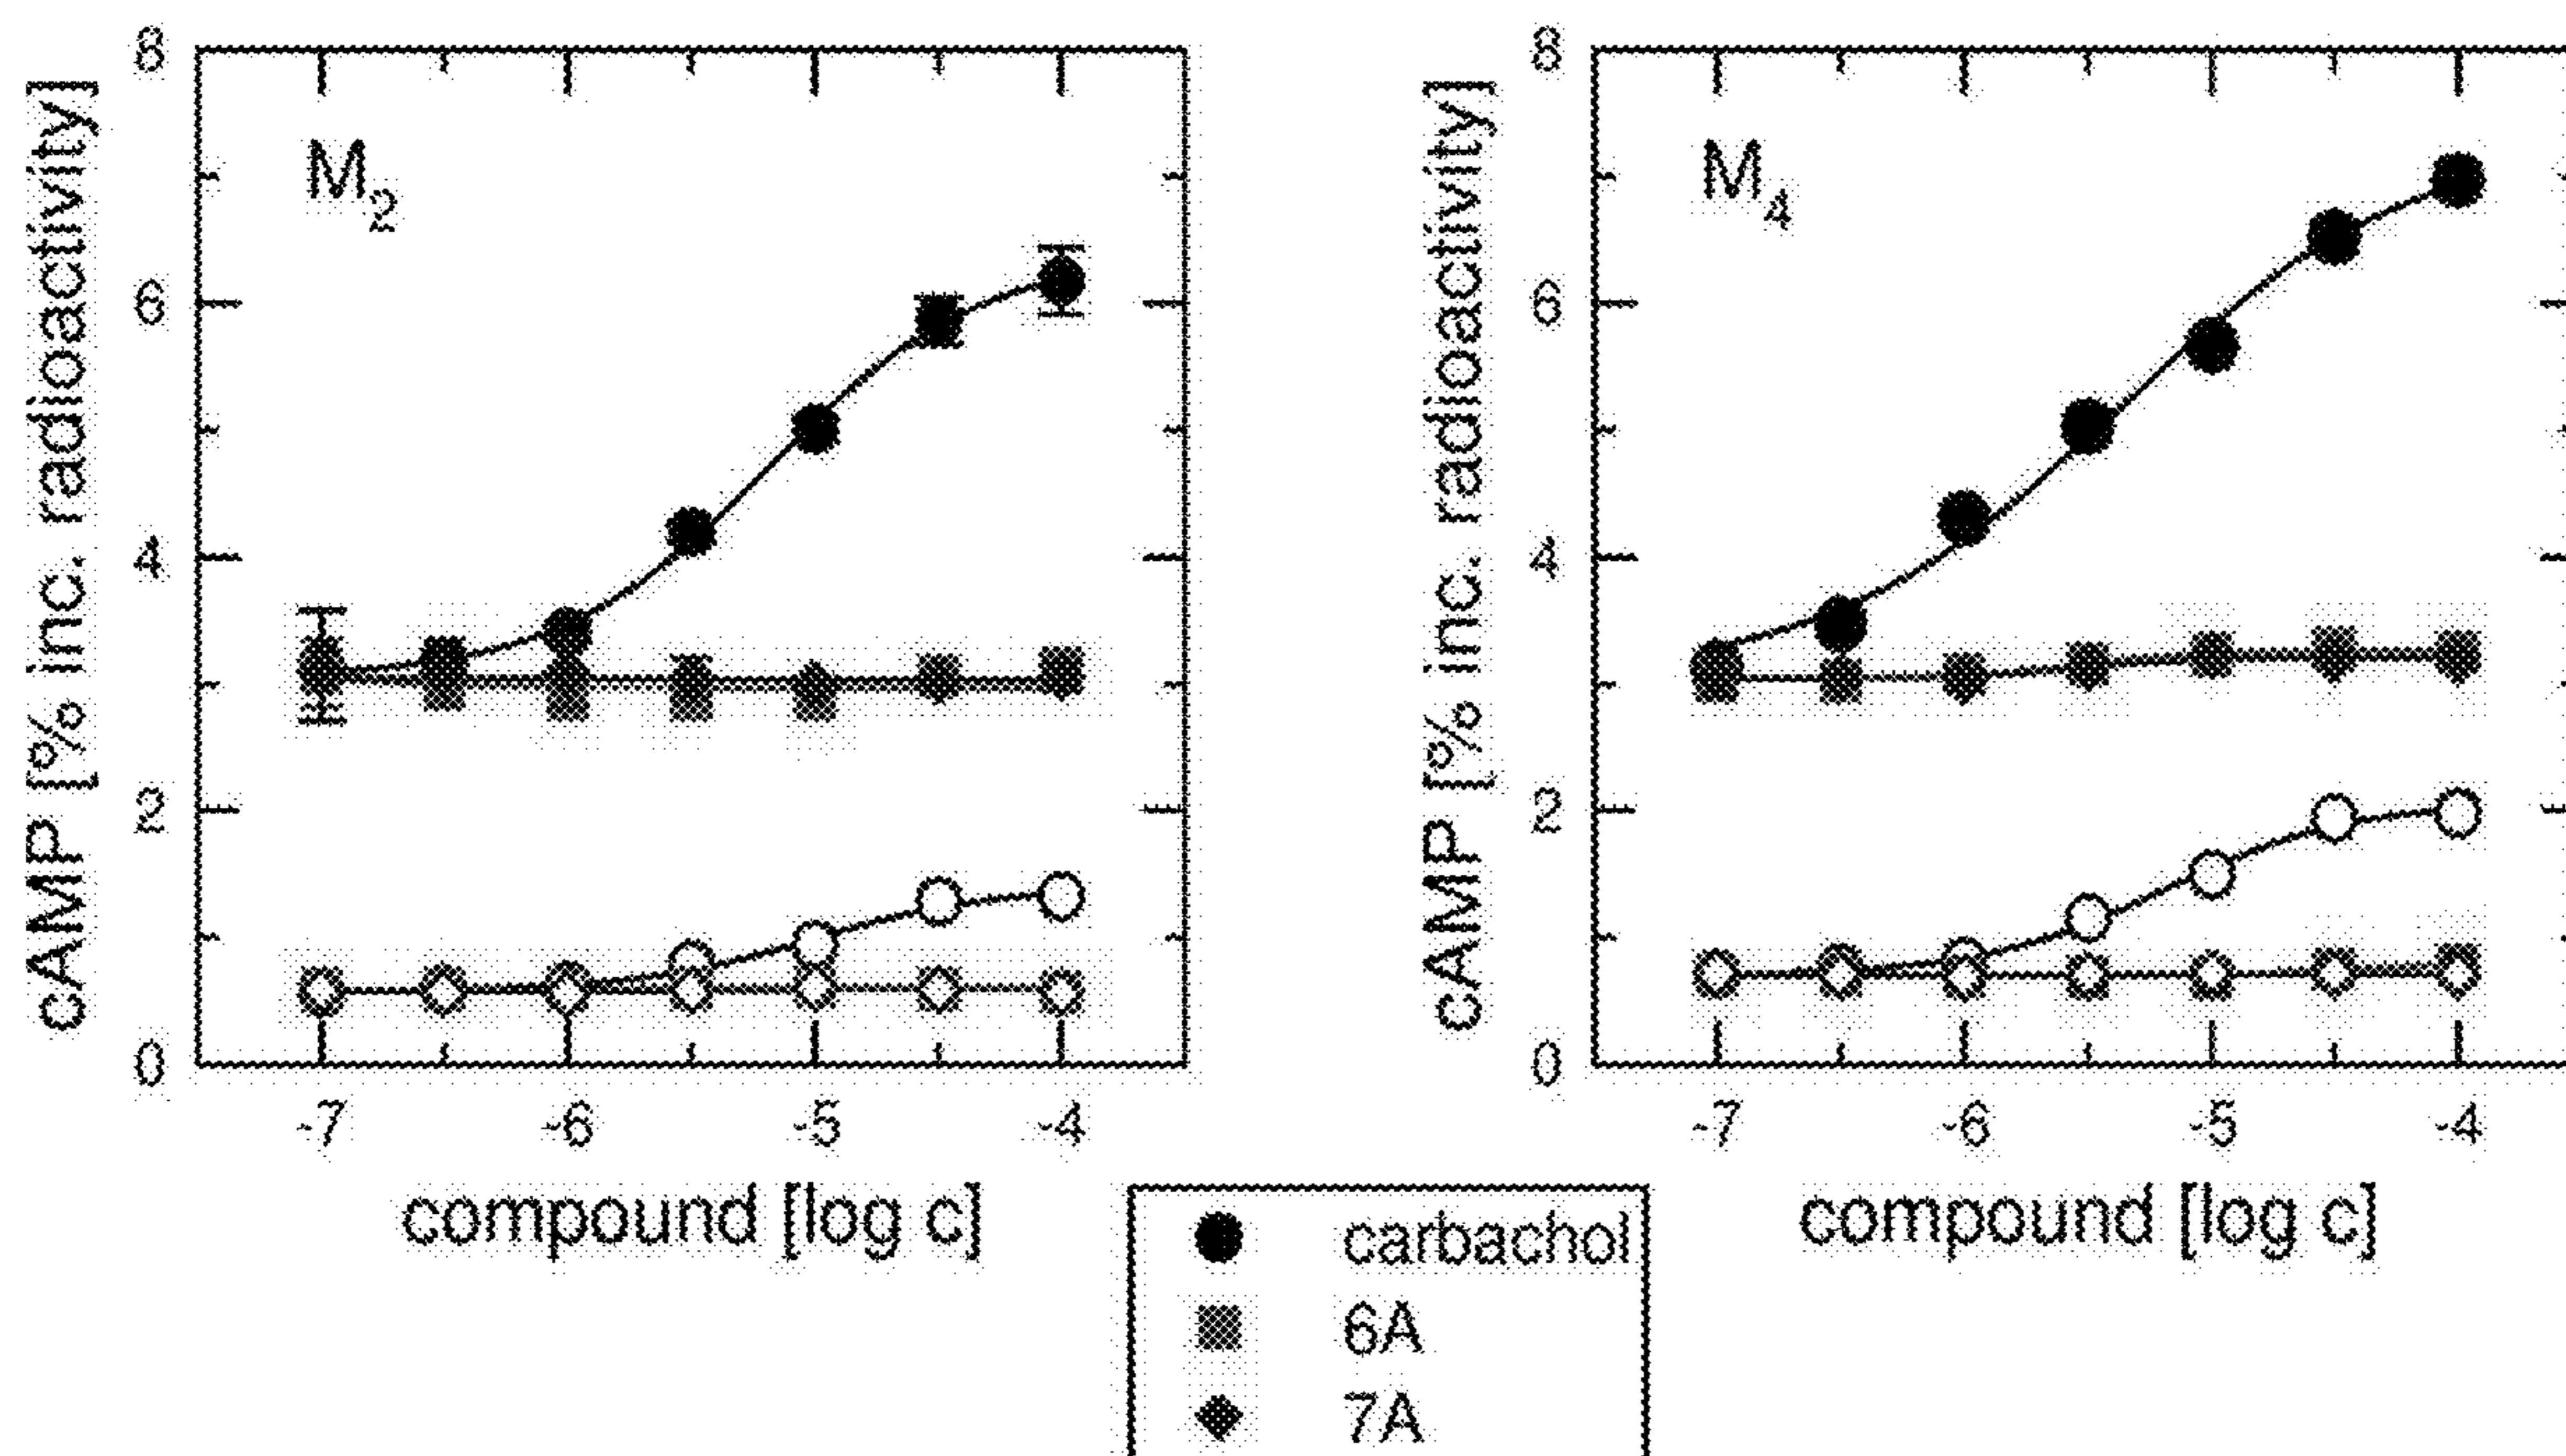 cAMP [% inc. radioactivity]
8
6
4
2
0
M2
-7 -6 -5 -4
compound [log c]
cAMP [% inc. radioactivity]
8
6
4
2
0
M4
-7 -6 -5 -4
compound [log c]
carbachol
6A
7A